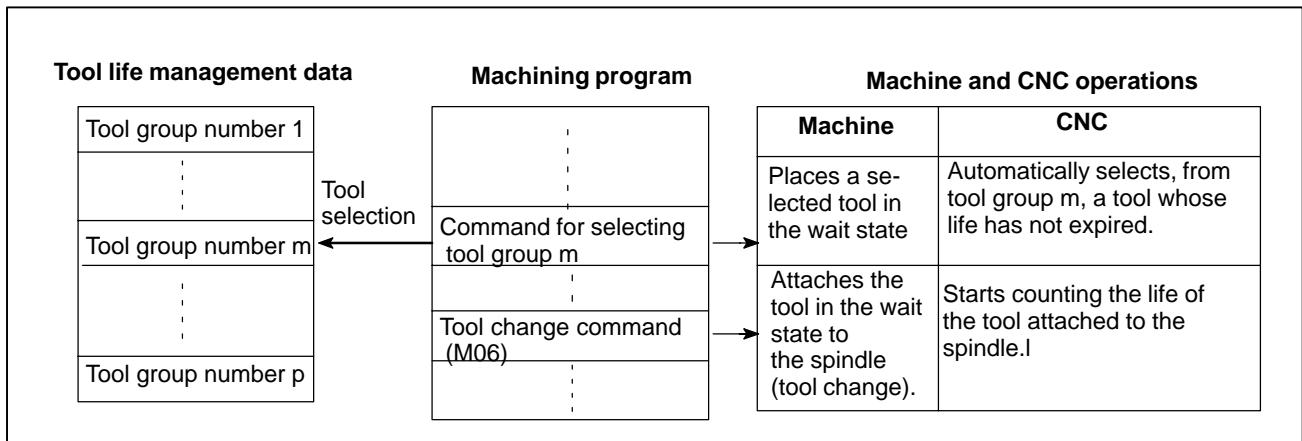 Tool life management data
Tool group number 1
Tool group number m
Tool group number p
Tool
selection
Machining program
Command for selecting
tool group m
Tool change command
(M06)
Machine and CNC operations
Machine
CNC
Places a se-
lected tool in
the wait state
Automatically selects, from
tool group m, a tool whose
life has not expired.
Attaches the
tool in the wait
state to
the spindle
(tool change).
Starts counting the life of
the tool attached to the
spindle.l